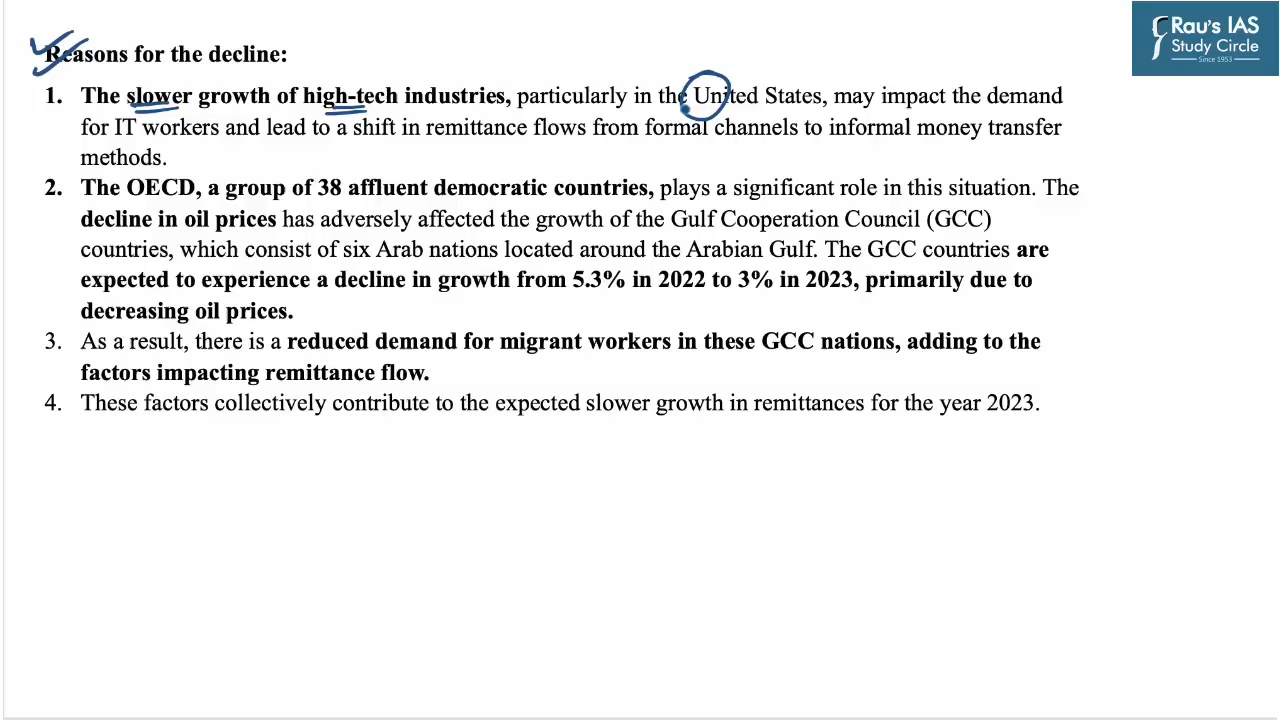 Rau's IAS
Study Circle
Since 1953
Reasons for the decline:
1. The slower growth of high-tech industries, particularly in the United States, may impact the demand
for IT workers and lead to a shift in remittance flows from formal channels to informal money transfer
methods.
2. The OECD, a group of 38 affluent democratic countries, plays a significant role in this situation. The
decline in oil prices has adversely affected the growth of the Gulf Cooperation Council (GCC)
countries, which consist of six Arab nations located around the Arabian Gulf. The GCC countries are
expected to experience a decline in growth from 5.3% in 2022 to 3% in 2023, primarily due to
decreasing oil prices.
3. As a result, there is a reduced demand for migrant workers in these GCC nations, adding to the
factors impacting remittance flow.
4. These factors collectively contribute to the expected slower growth in remittances for the year 2023.